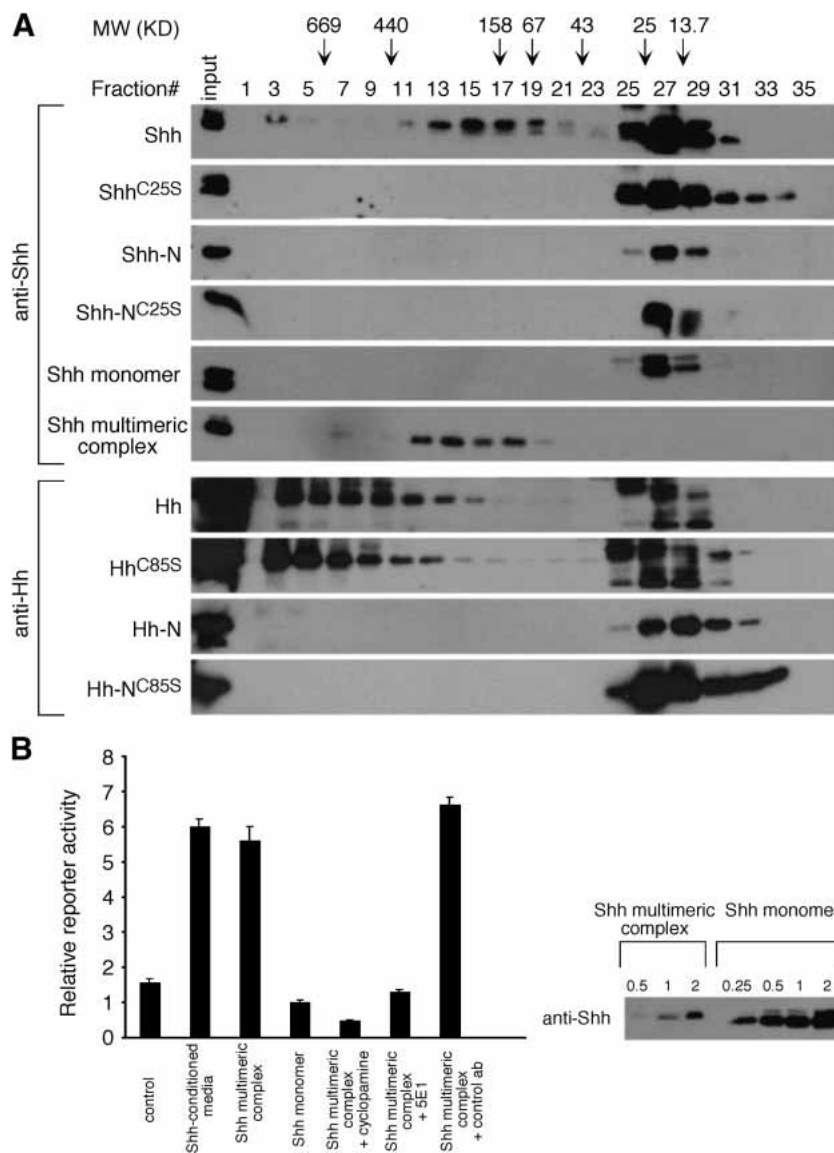 A
MW (KD) 669 440 158 67 43 25 13.7
Fraction# input 1 3 5 7 9 11 13 15 17 19 21 23 25 27 29 31 33 35
anti-Shh
Shh
ShhC25S
Shh-N
Shh-NC25S
Shh monomer
Shh multimeric
complex
anti-Hh
Hh
HhC85S
Hh-N
Hh-NC85S
B
Relative reporter activity
8
7
6
5
4
3
2
1
0
control
Shh-conditioned
media
Shh multimeric
complex
Shh monomer
Shh multimeric
complex
+ cyclopamine
Shh multimeric
complex
+ 5E1
Shh multimeric
complex
+ control ab
Shh multimeric
complex
Shh monome
0.5 1 2 0.25 0.5 1 2
anti-Shh